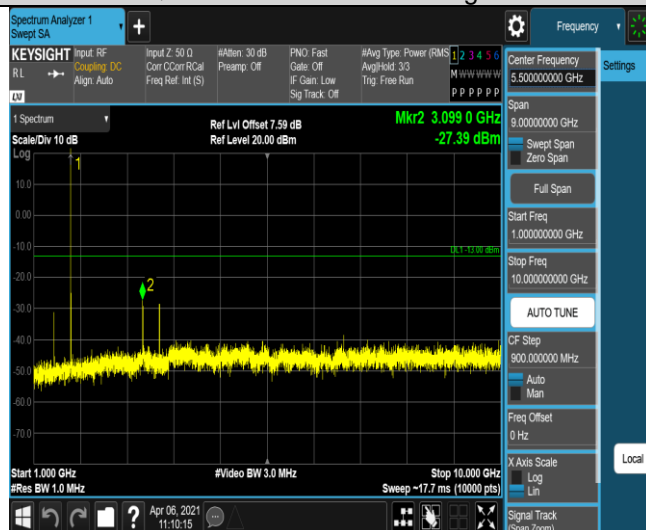 Spectrum Analyzer 1
Swept SA
Frequency
KEYSIGHT
RL
LXI
Input: RF
Coupling: DC
Align: Auto
Input Z: 50 Ω
Corr CCorr RCal
Freq Ref: Int (S)
#Atten: 30 dB
Preamp: Off
PNO: Fast
Gate: Off
IF Gain: Low
Sig Track: Off
#Avg Type: Power (RMS
Avg|Hold: 3/3
Trig: Free Run
1 2 3 4 5 6
M W W W W W
P P P P P P
1 Spectrum
Scale/Div 10 dB
Log
Ref Lvl Offset 7.59 dB
Ref Level 20.00 dBm
Mkr2 3.099 0 GHz
-27.39 dBm
1
10.0
0.00
-10.0
DL1 -13.00 dBm
-20.0
2
-30.0
-40.0
-50.0
-60.0
-70.0
Start 1.000 GHz
#Res BW 1.0 MHz
#Video BW 3.0 MHz
Stop 10.000 GHz
Sweep ~17.7 ms (10000 pts)
Apr 06, 2021
11:10:15
Center Frequency
5.500000000 GHz
Span
9.00000000 GHz
Swept Span
Zero Span
Full Span
Start Freq
1.000000000 GHz
Stop Freq
10.000000000 GHz
AUTO TUNE
CF Step
900.000000 MHz
Auto
Man
Freq Offset
0 Hz
X Axis Scale
Log
Lin
Signal Track
(Span Zoom)
Settings
Local